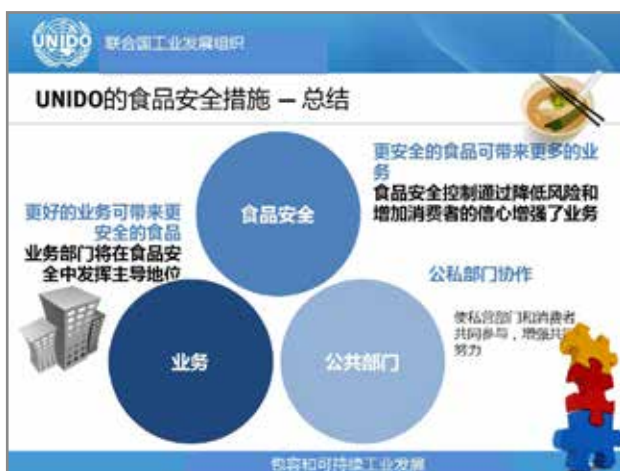 UNIDO
联合国工业发展组织
UNIDO的食品安全措施 – 总结
更安全的食品可带来更多的业
务
食品安全控制通过降低风险和
增加消费者的信心增强了业务
食品安全
更好的业务可带来更
安全的食品
业务部门将在食品安
全中发挥主导地位
公私部门协作
使私营部门和消费者
共同参与，增强共同
努力
业务
公共部门
包容和可持续工业发展